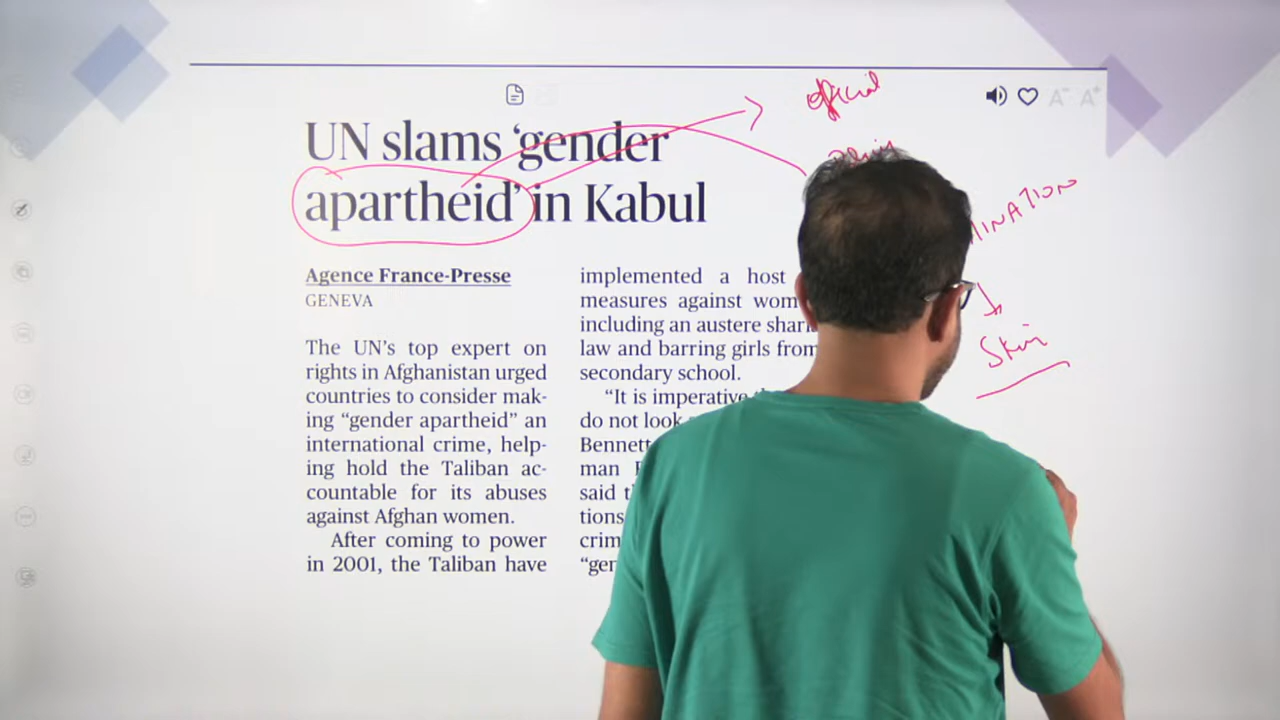 official
UN slams ‘gender
apartheid’ in Kabul
MINATION
Skin
Agence France-Presse
GENEVA
The UN’s top expert on
rights in Afghanistan urged
countries to consider mak-
ing “gender apartheid” an
international crime, help-
ing hold the Taliban ac-
countable for its abuses
against Afghan women.
After coming to power
in 2001, the Taliban have
implemented a host
measures against wom
including an austere shari
law and barring girls from
secondary school.
“It is imperative
do not look
Bennett
man
said
tions
crim
“gen
A- A+